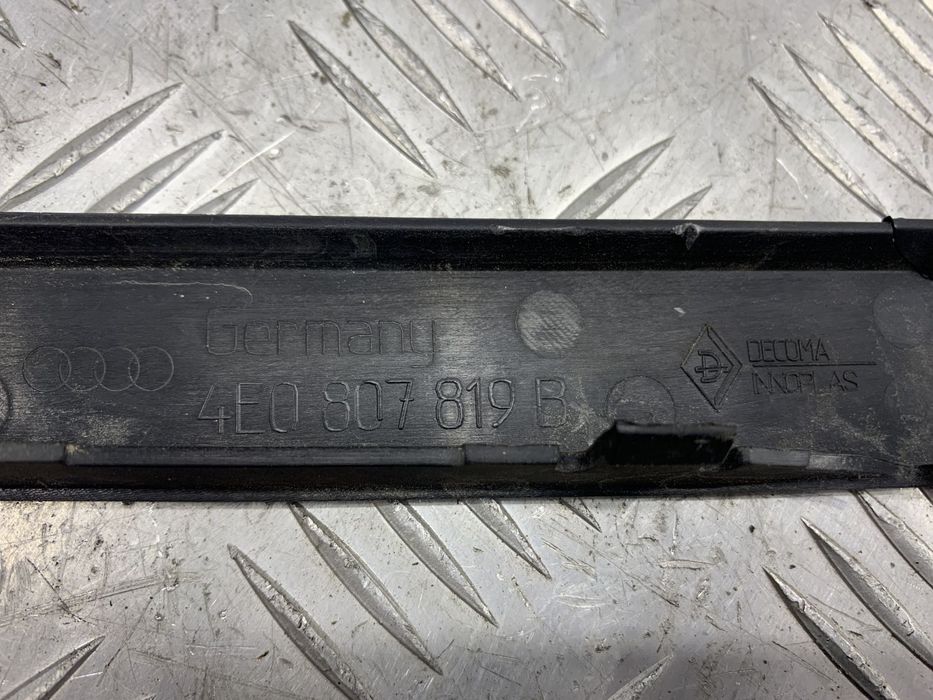 Germany
4E0 807 819 B
D
DECOMA
INNOPLAS